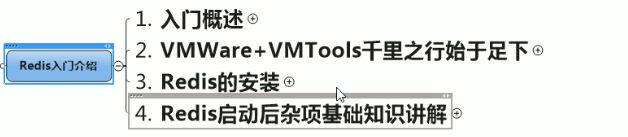 Redis入门介绍
1. 入门概述
2. VMWare+VMTools千里之行始于足下
3. Redis的安装
4. Redis启动后杂项基础知识讲解